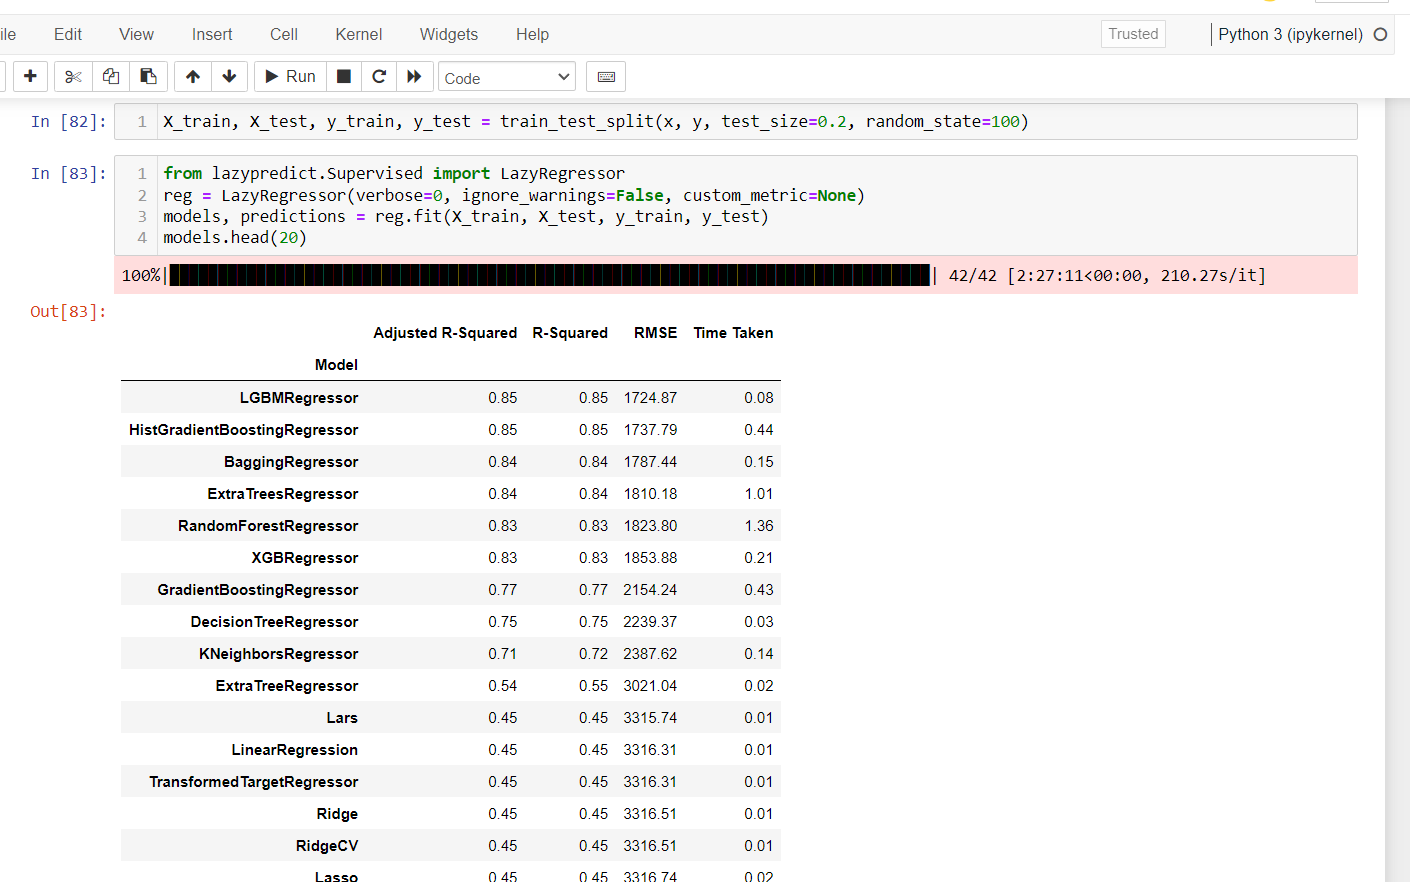 ile Edit View Insert Cell Kernel Widgets Help Trusted Python 3 (ipykernel)
Run Code
In [82]: 1 X_train, X_test, y_train, y_test = train_test_split(x, y, test_size=0.2, random_state=100)
In [83]: 1 from lazypredict.Supervised import LazyRegressor
2 reg = LazyRegressor(verbose=0, ignore_warnings=False, custom_metric=None)
3 models, predictions = reg.fit(X_train, X_test, y_train, y_test)
4 models.head(20)
100%| | 42/42 [2:27:11<00:00, 210.27s/it]
Out[83]:
Adjusted R-Squared R-Squared RMSE Time Taken
Model
LGBMRegressor 0.85 0.85 1724.87 0.08
HistGradientBoostingRegressor 0.85 0.85 1737.79 0.44
BaggingRegressor 0.84 0.84 1787.44 0.15
ExtraTreesRegressor 0.84 0.84 1810.18 1.01
RandomForestRegressor 0.83 0.83 1823.80 1.36
XGBRegressor 0.83 0.83 1853.88 0.21
GradientBoostingRegressor 0.77 0.77 2154.24 0.43
DecisionTreeRegressor 0.75 0.75 2239.37 0.03
KNeighborsRegressor 0.71 0.72 2387.62 0.14
ExtraTreeRegressor 0.54 0.55 3021.04 0.02
Lars 0.45 0.45 3315.74 0.01
LinearRegression 0.45 0.45 3316.31 0.01
TransformedTargetRegressor 0.45 0.45 3316.31 0.01
Ridge 0.45 0.45 3316.51 0.01
RidgeCV 0.45 0.45 3316.51 0.01
Lasso 0.45 0.45 3316.74 0.02